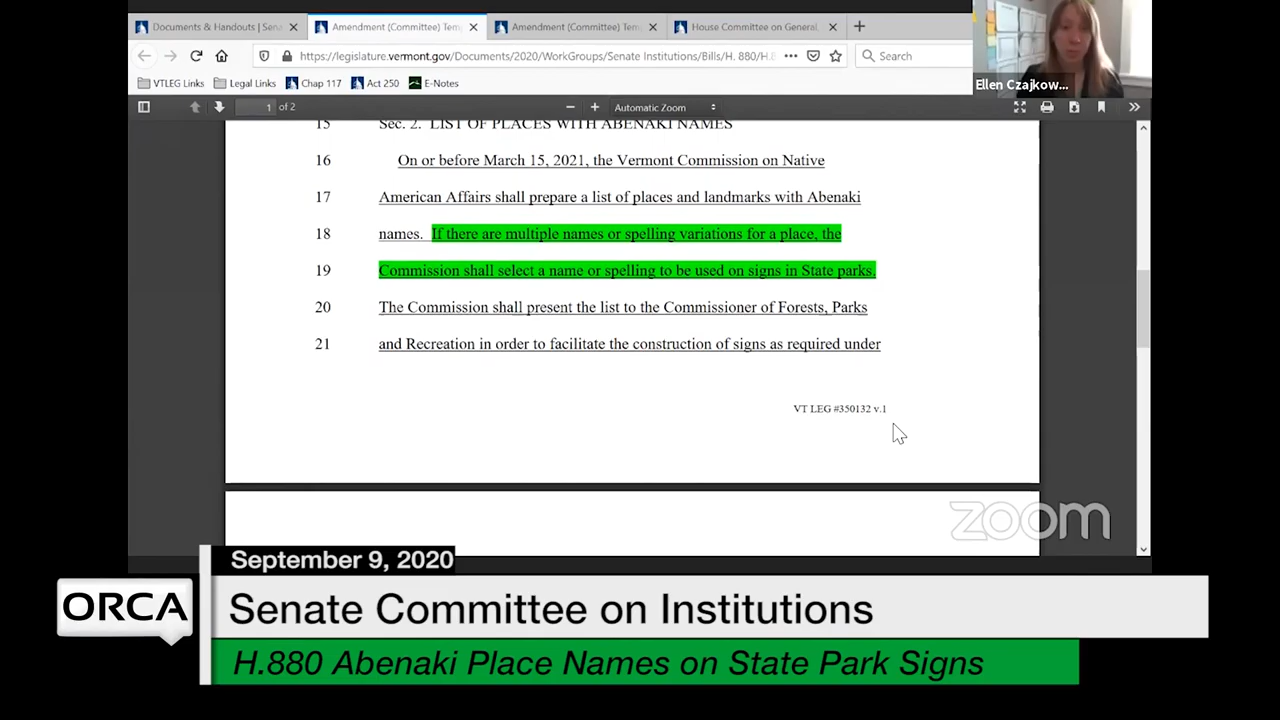 Documents & Handouts | Sena
Amendment (Committee) Tem
Amendment (Committee) Tem
House Committee on General,
https://legislature.vermont.gov/Documents/2020/WorkGroups/Senate Institutions/Bills/H. 880/H.8
Search
VTLEG Links
Legal Links
Chap 117
Act 250
E-Notes
Ellen Czajkow...
1 of 2
Automatic Zoom
15 Sec. 2. LIST OF PLACES WITH ABENAKI NAMES
16 On or before March 15, 2021, the Vermont Commission on Native
17 American Affairs shall prepare a list of places and landmarks with Abenaki
18 names. If there are multiple names or spelling variations for a place, the
19 Commission shall select a name or spelling to be used on signs in State parks.
20 The Commission shall present the list to the Commissioner of Forests, Parks
21 and Recreation in order to facilitate the construction of signs as required under
VT LEG #350132 v.1
zoom
September 9, 2020
ORCA
Senate Committee on Institutions
H.880 Abenaki Place Names on State Park Signs